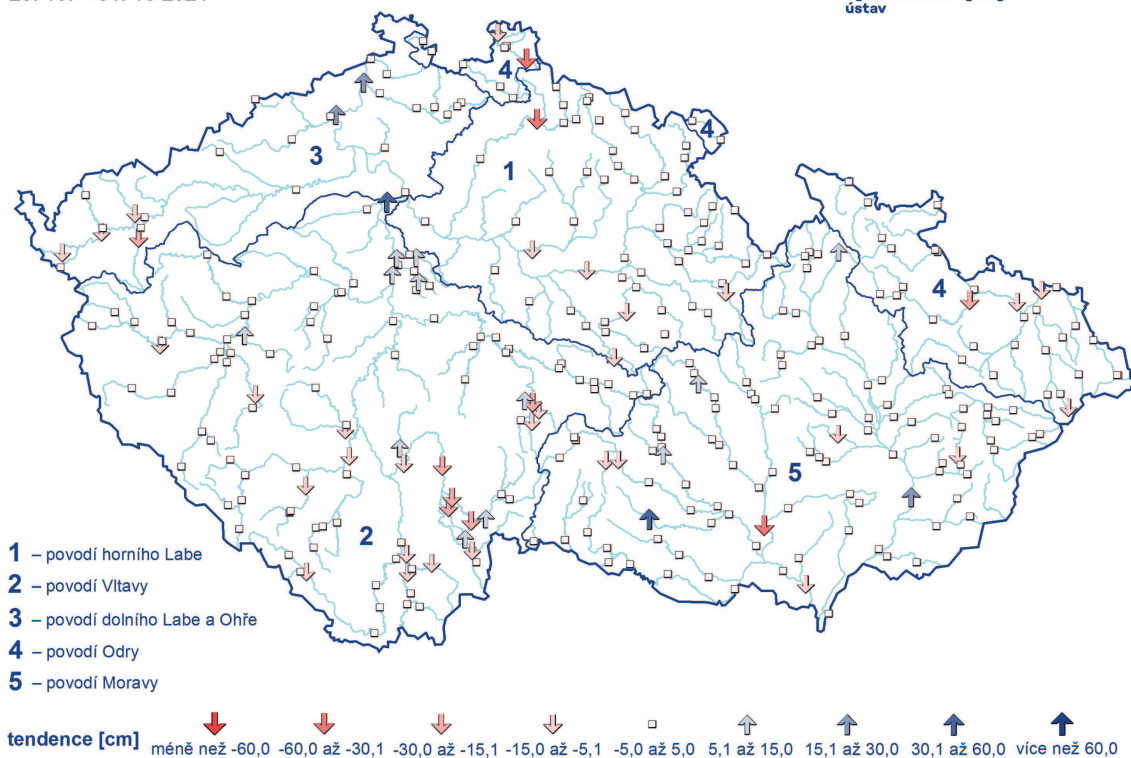 ústav
4
4
3
1
4
5
2
1 – povodí horního Labe
2 – povodí Vltavy
3 – povodí dolního Labe a Ohře
4 – povodí Odry
5 – povodí Moravy
tendence [cm]
méně než -60,0 -60,0 až -30,1 -30,0 až -15,1 -15,0 až -5,1 -5,0 až 5,0 5,1 až 15,0 15,1 až 30,0 30,1 až 60,0 více než 60,0